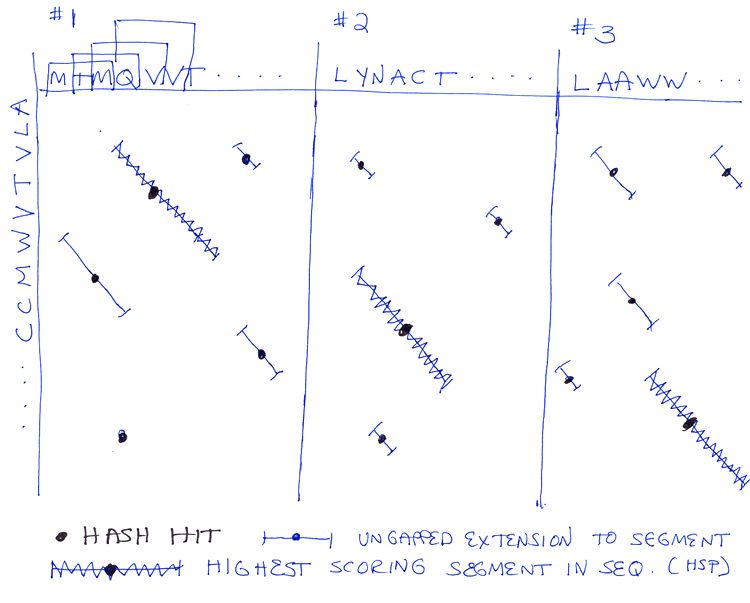 #1 #2 #3
MTMQVVT..... LYNACT..... LAAWW...
.....CCMWVTVLA
HASH HIT UNGAPPED EXTENSION TO SEGMENT
HIGHEST SCORING SEGMENT IN SEQ. (HSP)